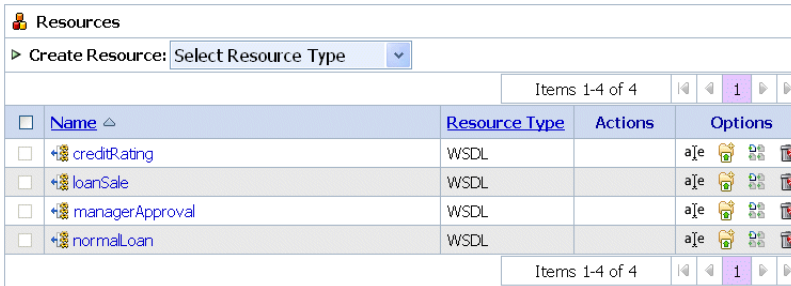 Resources
Create Resource: Select Resource Type
Items 1-4 of 4 1
Name Resource Type Actions Options
creditRating WSDL a e
loanSale WSDL a e
managerApproval WSDL a e
normalLoan WSDL a e
Items 1-4 of 4 1